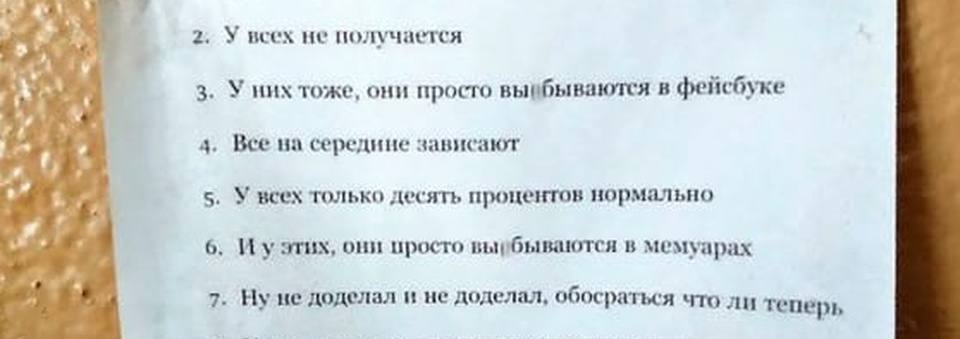 2. У всех не получается
3. У них тоже, они просто вы бываются в фейсбуке
4. Все на середине зависают
5. У всех только десять процентов нормально
6. И у этих, они просто вы бываются в мемуарах
7. Ну не доделал и не доделал, обосраться что ли теперь